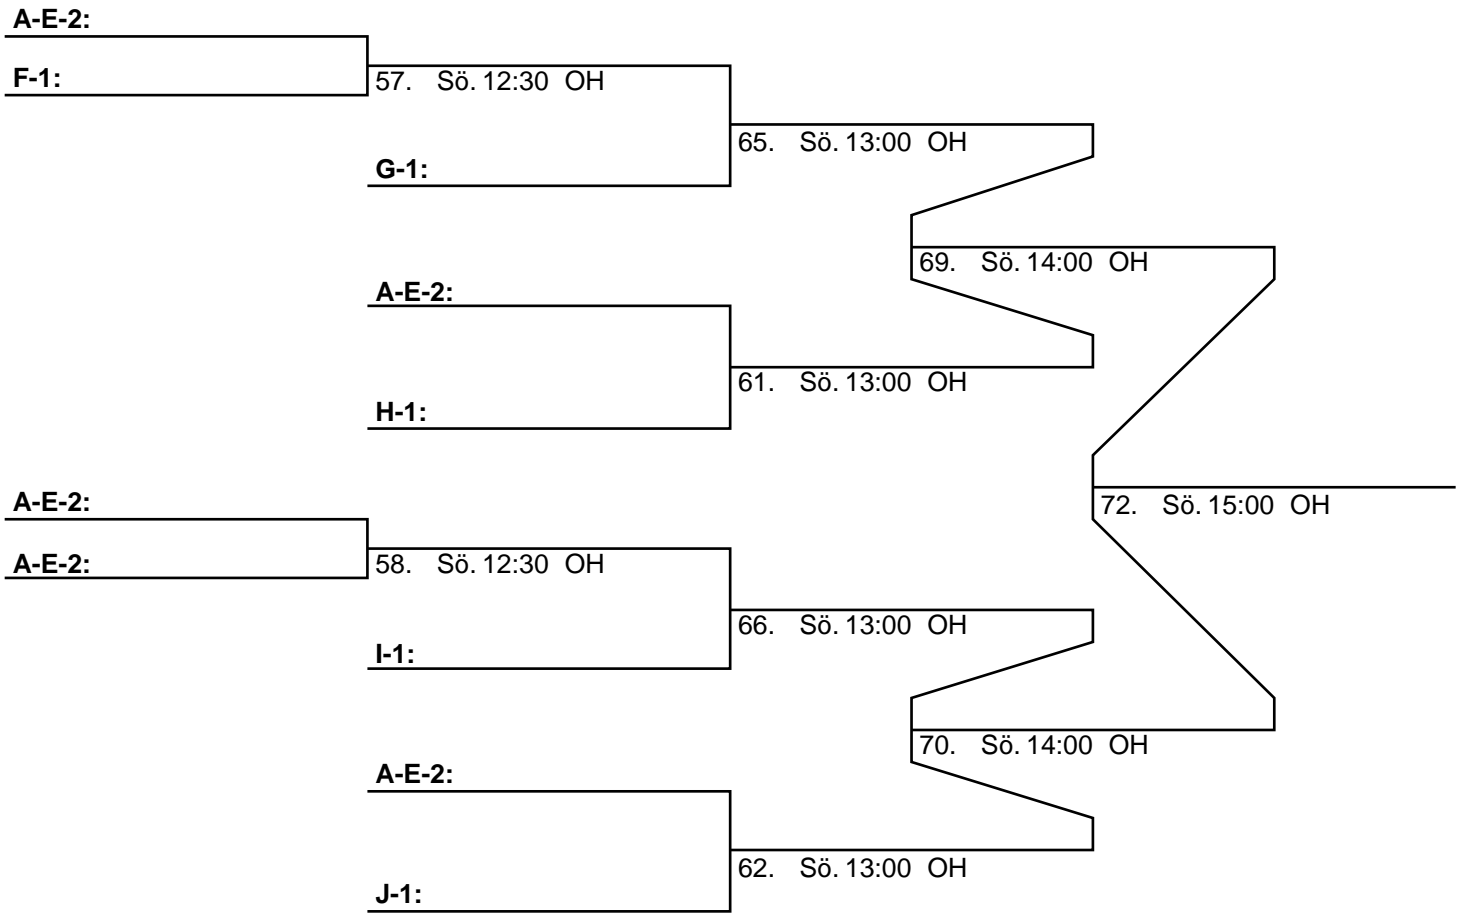 A-E-2:
F-1:
57. Sö. 12:30 OH
65. Sö. 13:00 OH
G-1:
69. Sö. 14:00 OH
A-E-2:
61. Sö. 13:00 OH
H-1:
A-E-2:
72. Sö. 15:00 OH
A-E-2:
58. Sö. 12:30 OH
66. Sö. 13:00 OH
I-1:
70. Sö. 14:00 OH
A-E-2:
62. Sö. 13:00 OH
J-1: